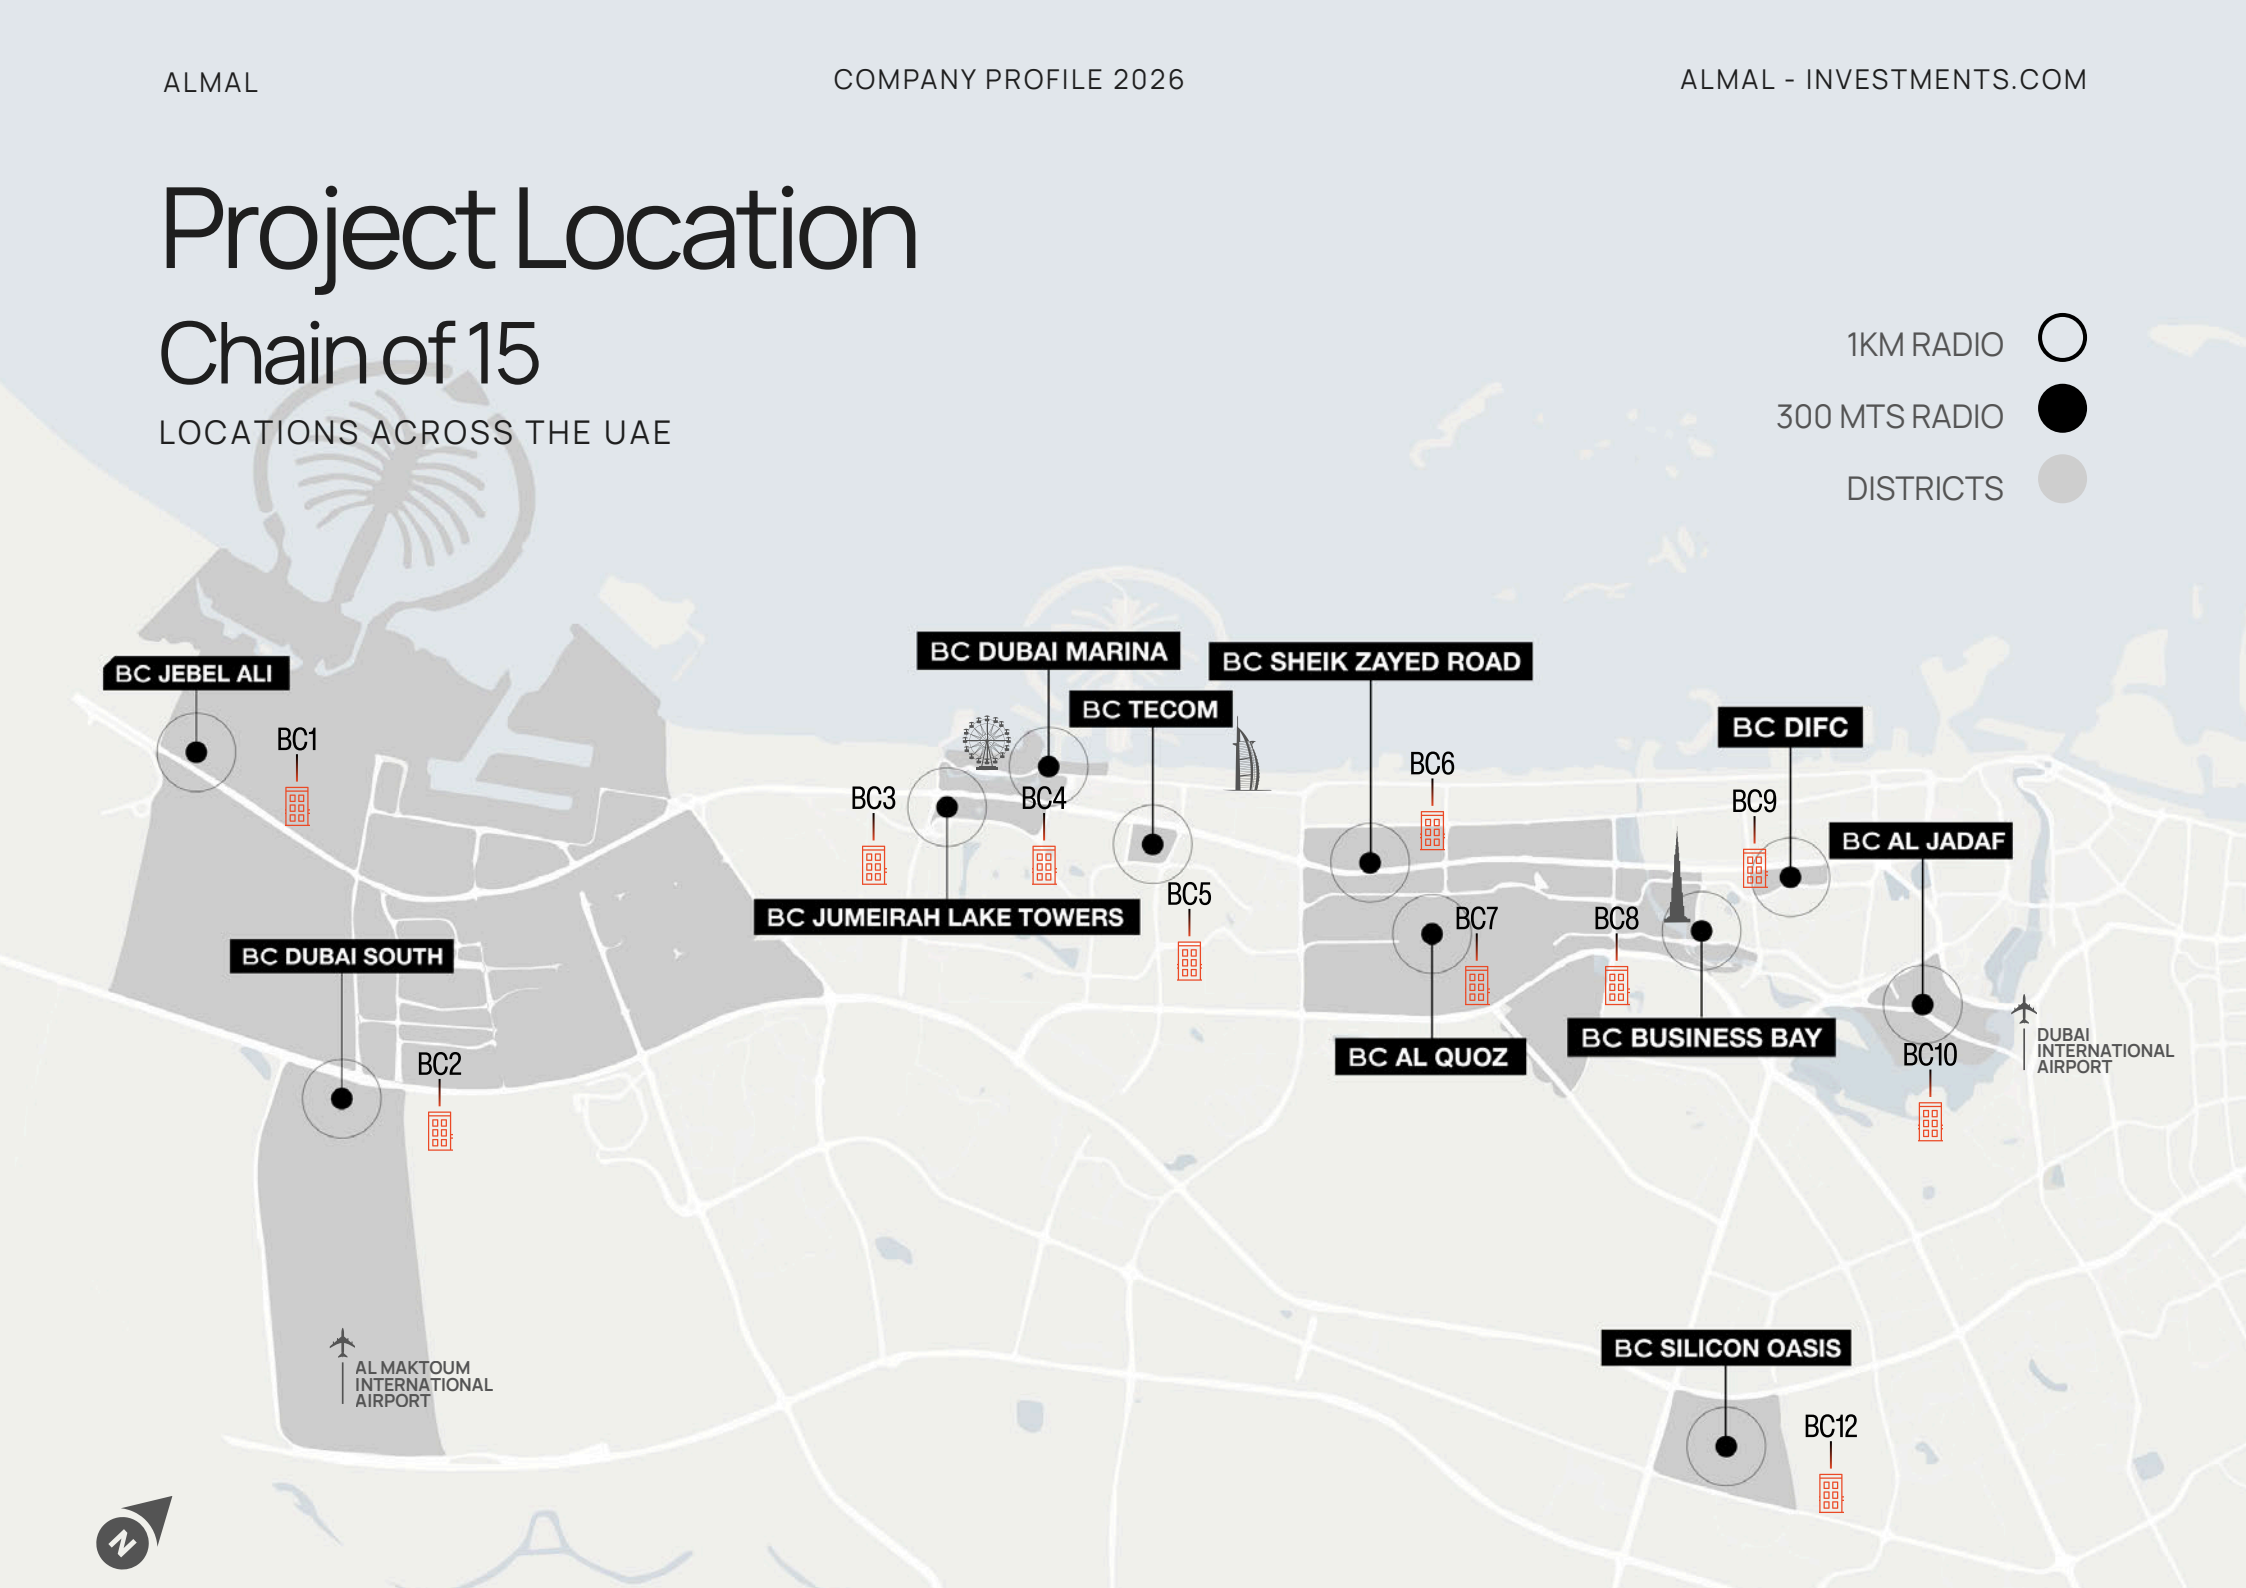 ALMAL
COMPANY PROFILE 2026
ALMAL - INVESTMENTS.COM
Project Location
Chain of 15
LOCATIONS ACROSS THE UAE
1KM RADIO
300 MTS RADIO
DISTRICTS
BC JEBEL ALI
BC1
BC DUBAI MARINA
BC SHEIK ZAYED ROAD
BC TECOM
BC DIFC
BC6
BC3
BC4
BC9
BC AL JADAF
BC5
BC JUMEIRAH LAKE TOWERS
BC7
BC8
BC DUBAI SOUTH
BC2
BC AL QUOZ
BC BUSINESS BAY
BC10
DUBAI
INTERNATIONAL
AIRPORT
BC SILICON OASIS
BC12
AL MAKTOUM
INTERNATIONAL
AIRPORT
N